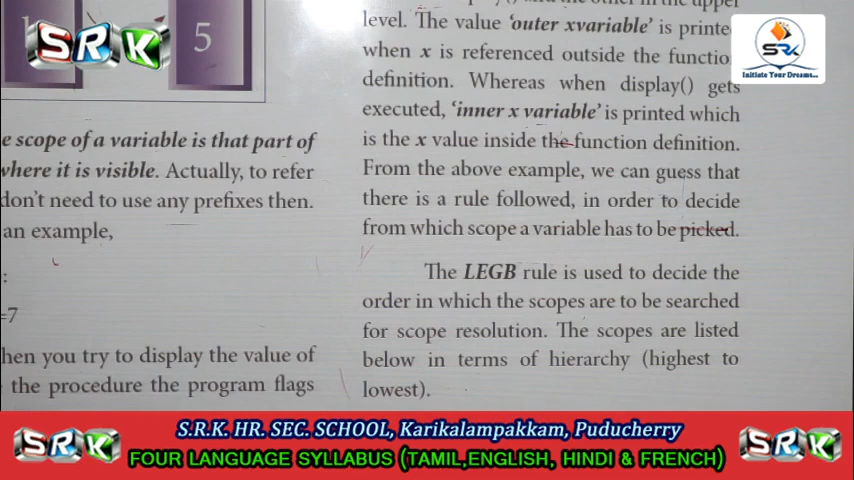 SRK
5
e scope of a variable is that part of
where it is visible. Actually, to refer
don't need to use any prefixes then.
an example,
:
=7
hen you try to display the value of
the procedure the program flags
level. The value 'outer xvariable' is printe
when x is referenced outside the functio
definition. Whereas when display() gets
executed, 'inner x variable' is printed which
is the x value inside the function definition.
From the above example, we can guess that
there is a rule followed, in order to decide
from which scope a variable has to be picked.
The LEGB rule is used to decide the
order in which the scopes are to be searched
for scope resolution. The scopes are listed
below in terms of hierarchy (highest to
lowest).
SRK
Initiate Your Dreams...
SRK
S.R.K. HR. SEC. SCHOOL, Karikalampakkam, Puducherry
FOUR LANGUAGE SYLLABUS (TAMIL,ENGLISH, HINDI & FRENCH)
SRK